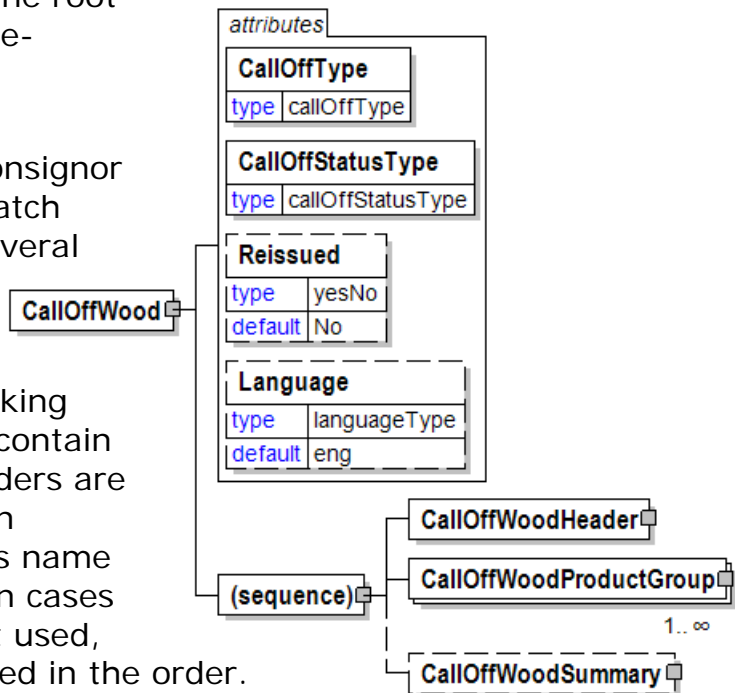 he root
e-
onsignor
atch
veral
king
contain
ders are
n
s name
n cases
t used,
ed in the order.
attributes
CallOffType
type callOffType
CallOffStatusType
type callOffStatusType
Reissued
type yesNo
default No
Language
type languageType
default eng
CallOffWood
(sequence)
CallOffWoodHeader
CallOffWoodProductGroup
1..∞
CallOffWoodSummary